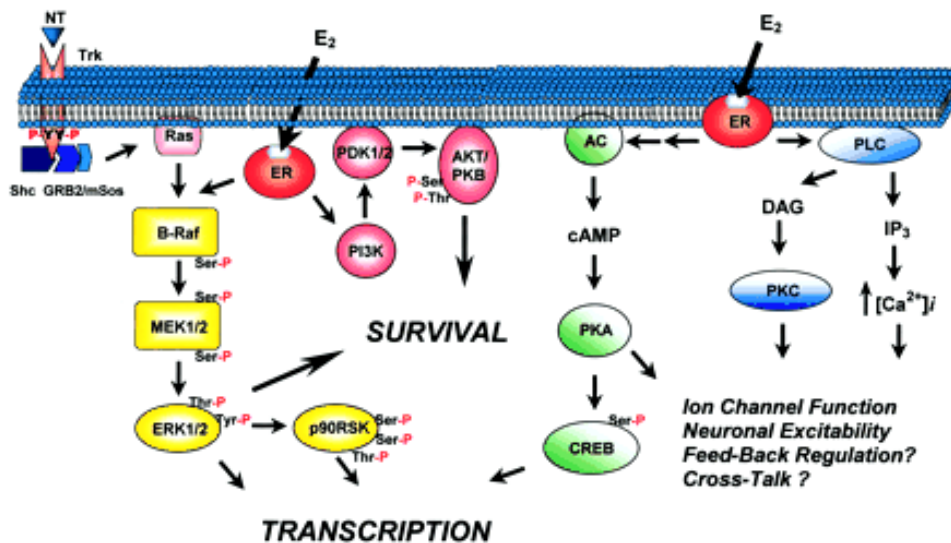 NT
Trk
E2
E2
P-Y Y-P
Ras
Shc GRB2/mSos
ER
PDK1/2
AKT/
PKB
P-Ser
P-Thr
AC
ER
PLC
B-Raf
Ser-P
PI3K
cAMP
DAG
IP3
Ser-P
MEK1/2
Ser-P
SURVIVAL
PKA
PKC
[Ca2+]i
Thr-P
Tyr-P
ERK1/2
p90RSK
Ser-P
Ser-P
Thr-P
Ser-P
CREB
Ion Channel Function
Neuronal Excitability
Feed-Back Regulation?
Cross-Talk ?
TRANSCRIPTION